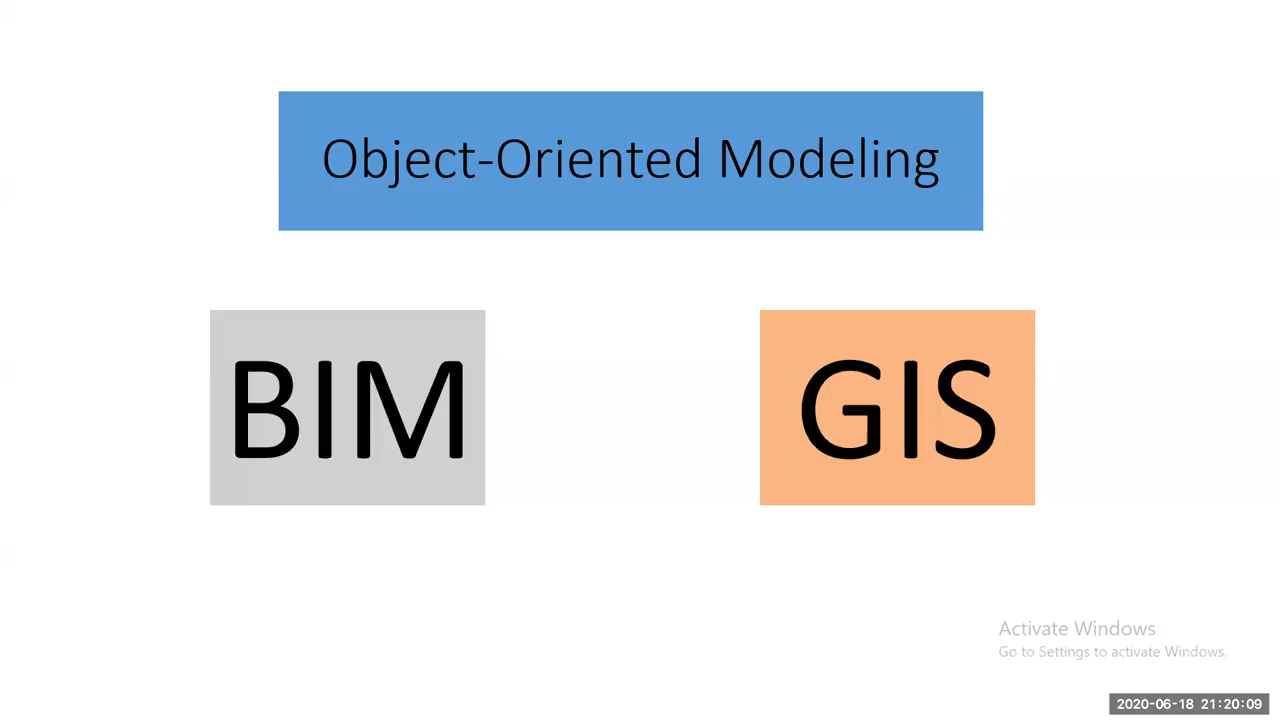 Object-Oriented Modeling
BIM
GIS
Activate Windows
Go to Settings to activate Windows.
2020-06-18 21:20:09